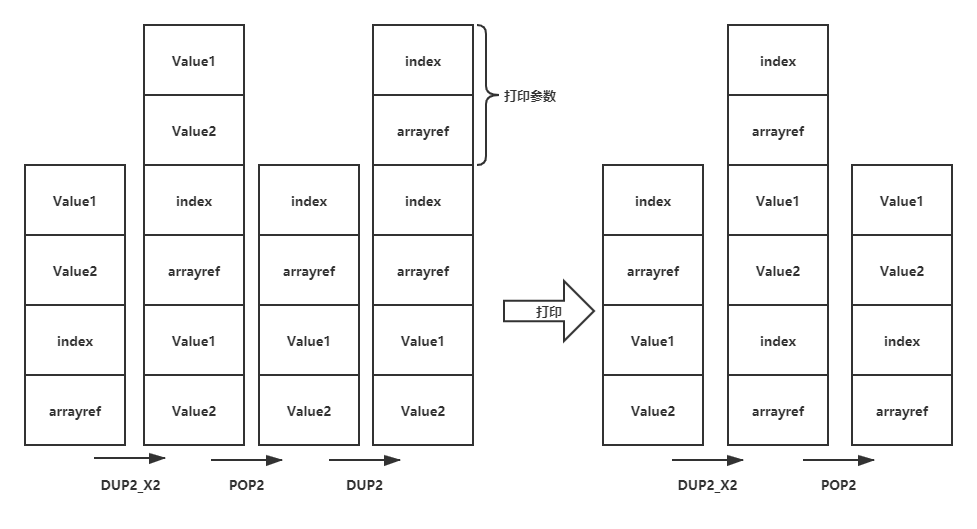 Value1
index
index
Value2
arrayref
打印参数
arrayref
Value1
index
index
index
index
Value1
Value1
Value2
arrayref
arrayref
arrayref
arrayref
Value2
Value2
index
Value1
Value1
Value1
打印
Value1
index
index
arrayref
Value2
Value2
Value2
Value2
arrayref
arrayref
DUP2_X2
POP2
DUP2
DUP2_X2
POP2